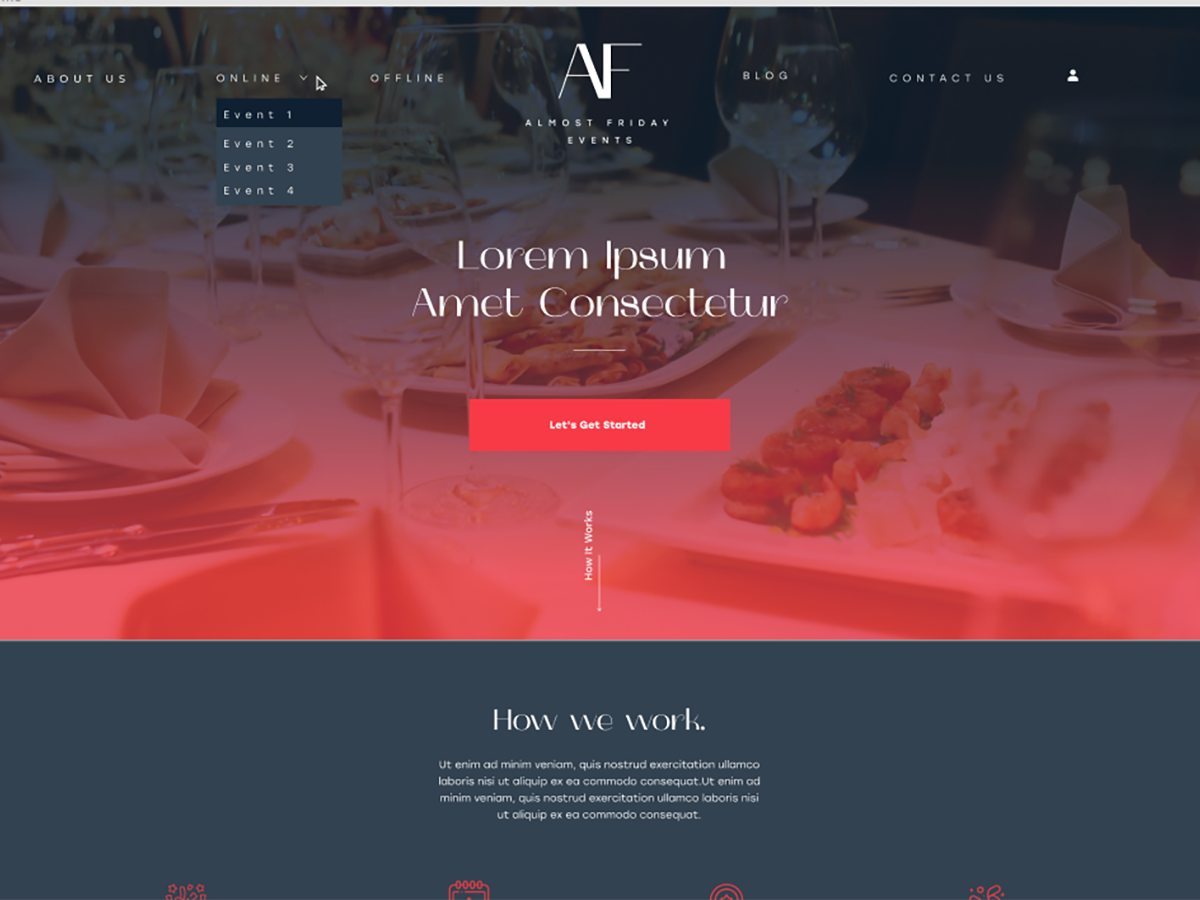 ABOUT US
ONLINE
OFFLINE
AF
ALMOST FRIDAY
EVENTS
BLOG
CONTACT US
Event 1
Event 2
Event 3
Event 4
Lorem Ipsum
Amet Consectetur
Let's Get Started
How It Works
How we work.
Ut enim ad minim veniam, quis nostrud exercitation ullamco
laboris nisi ut aliquip ex ea commodo consequat.Ut enim ad
minim veniam, quis nostrud exercitation ullamco laboris nisi
ut aliquip ex ea commodo consequat.